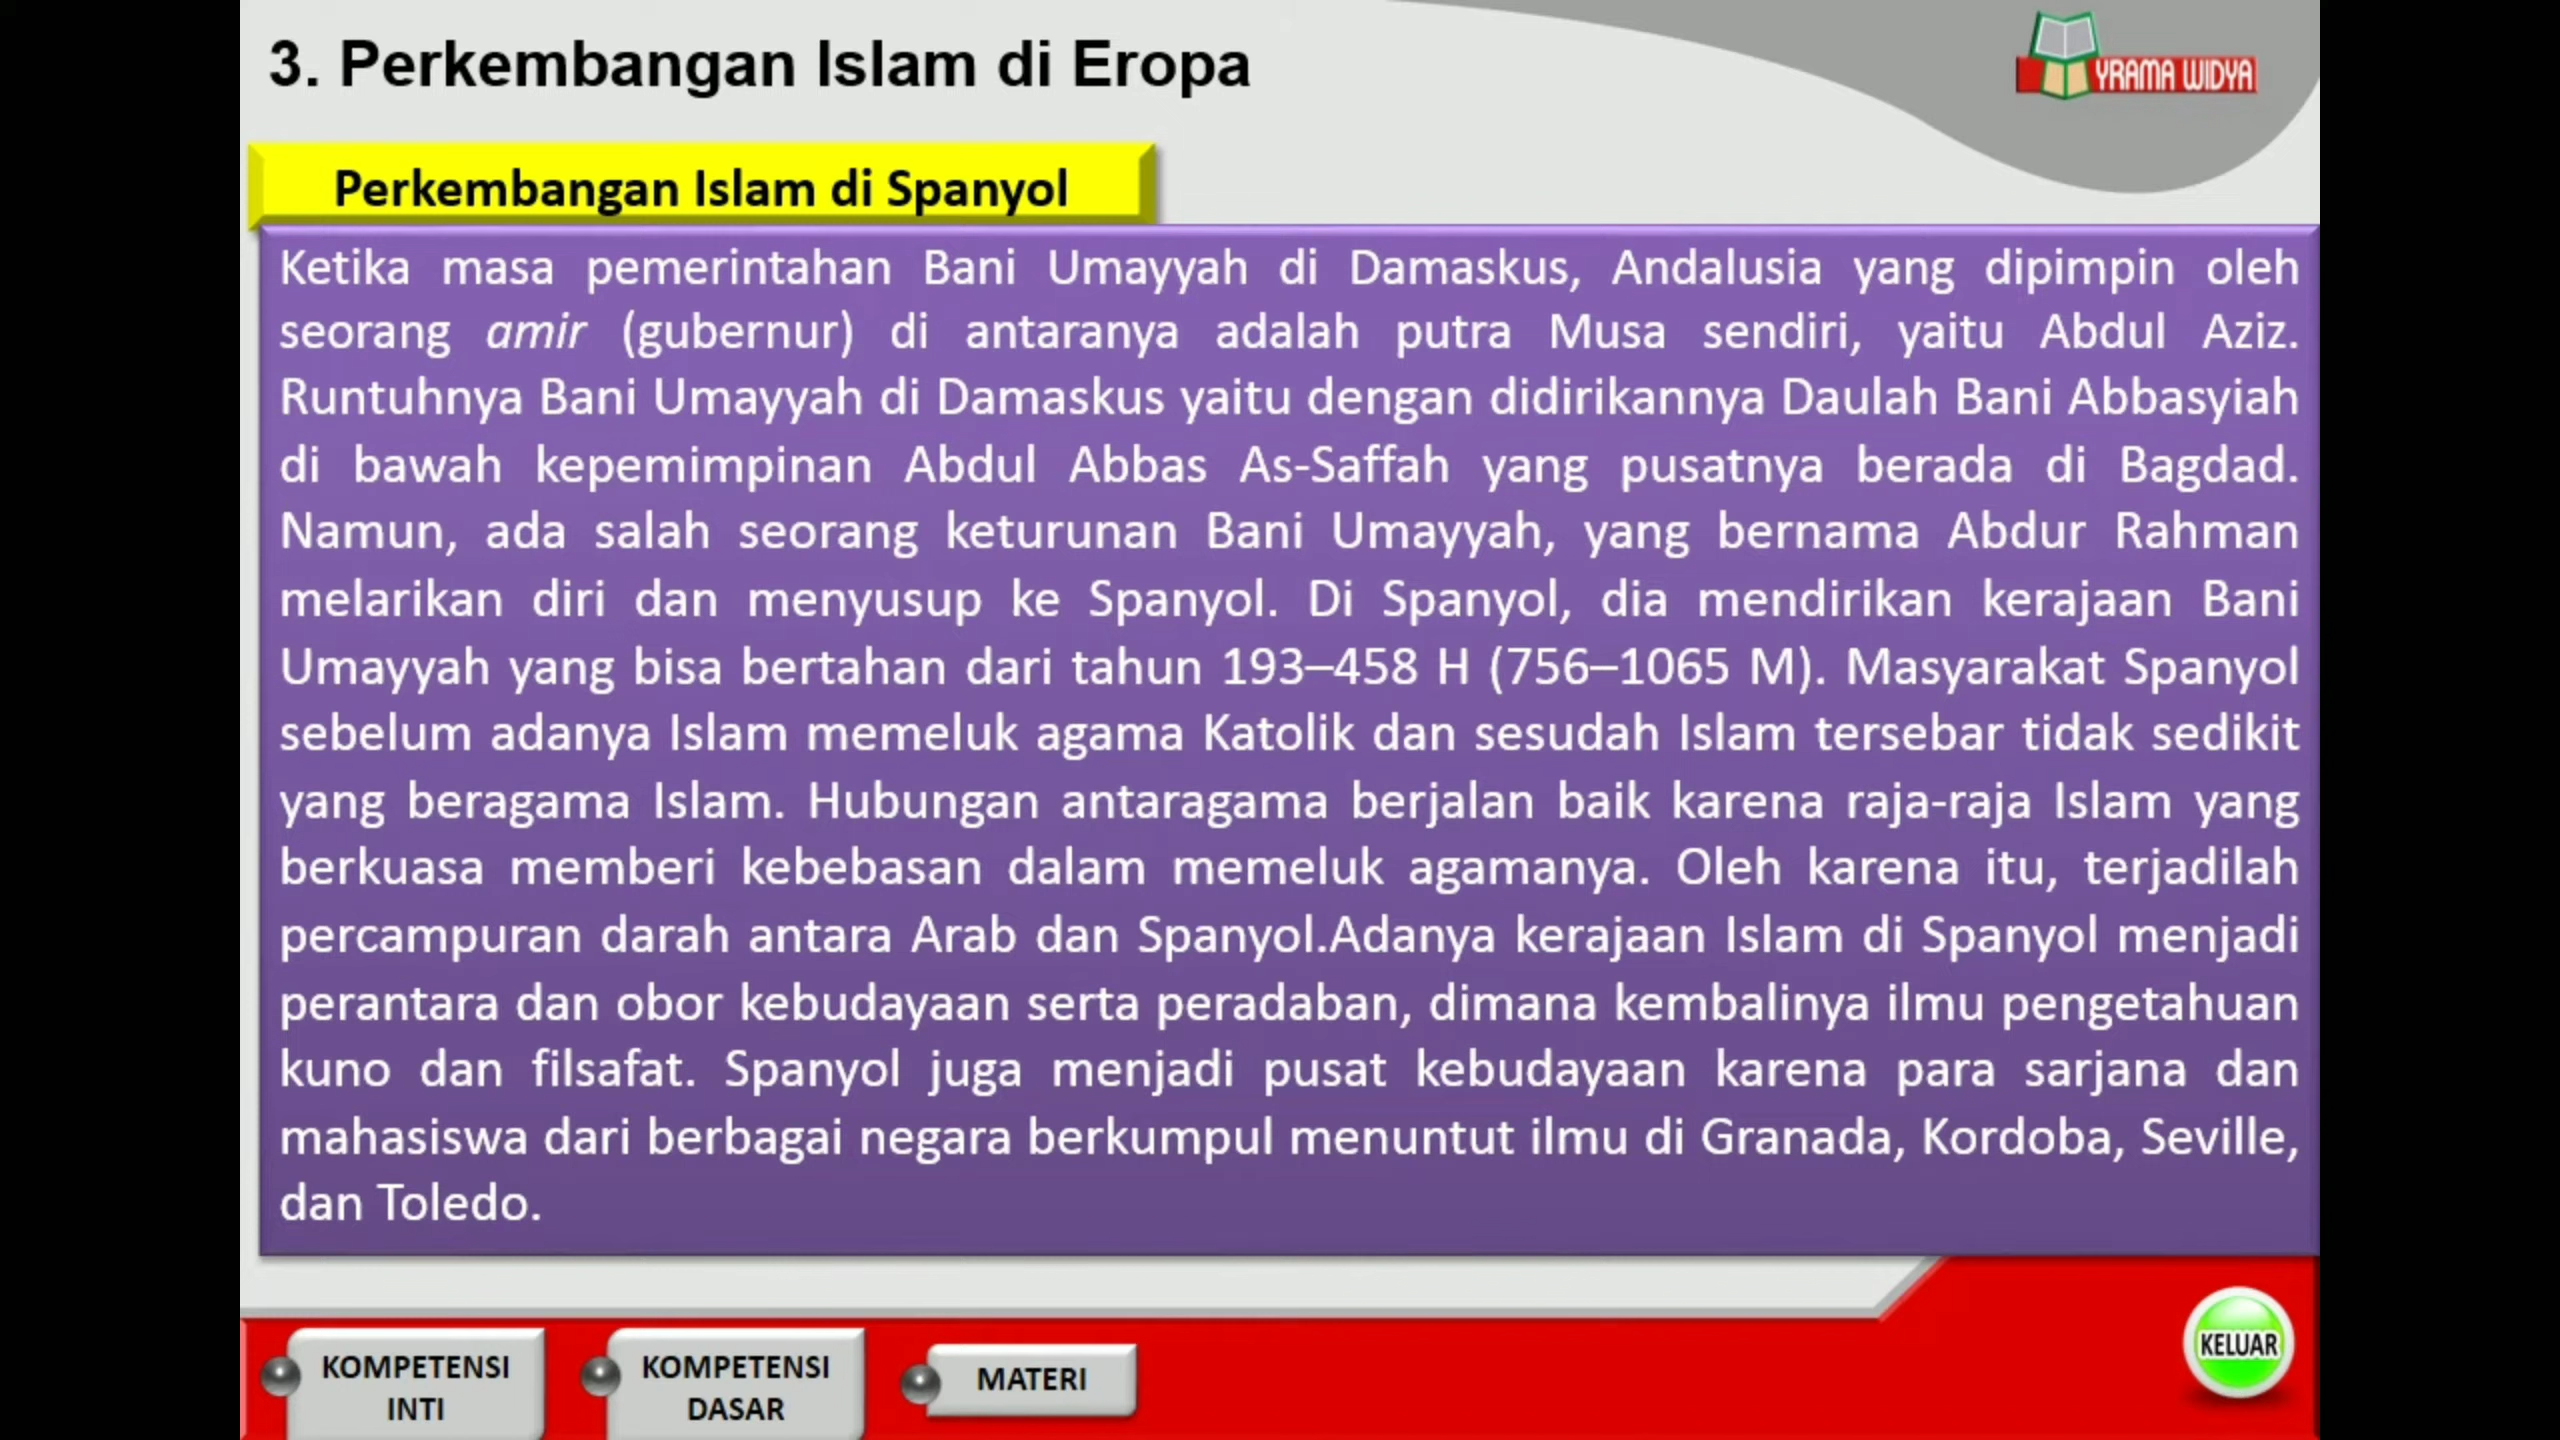 3. Perkembangan Islam di Eropa
YRAMA WIDYA
Perkembangan Islam di Spanyol
Ketika masa pemerintahan Bani Umayyah di Damaskus, Andalusia yang dipimpin oleh
seorang amir (gubernur) di antaranya adalah putra Musa sendiri, yaitu Abdul Aziz.
Runtuhnya Bani Umayyah di Damaskus yaitu dengan didirikannya Daulah Bani Abbasyiah
di bawah kepemimpinan Abdul Abbas As-Saffah yang pusatnya berada di Bagdad.
Namun, ada salah seorang keturunan Bani Umayyah, yang bernama Abdur Rahman
melarikan diri dan menyusup ke Spanyol. Di Spanyol, dia mendirikan kerajaan Bani
Umayyah yang bisa bertahan dari tahun 193–458 H (756–1065 M). Masyarakat Spanyol
sebelum adanya Islam memeluk agama Katolik dan sesudah Islam tersebar tidak sedikit
yang beragama Islam. Hubungan antaragama berjalan baik karena raja-raja Islam yang
berkuasa memberi kebebasan dalam memeluk agamanya. Oleh karena itu, terjadilah
percampuran darah antara Arab dan Spanyol.Adanya kerajaan Islam di Spanyol menjadi
perantara dan obor kebudayaan serta peradaban, dimana kembalinya ilmu pengetahuan
kuno dan filsafat. Spanyol juga menjadi pusat kebudayaan karena para sarjana dan
mahasiswa dari berbagai negara berkumpul menuntut ilmu di Granada, Kordoba, Seville,
dan Toledo.
KOMPETENSI
INTI
KOMPETENSI
DASAR
MATERI
KELUAR